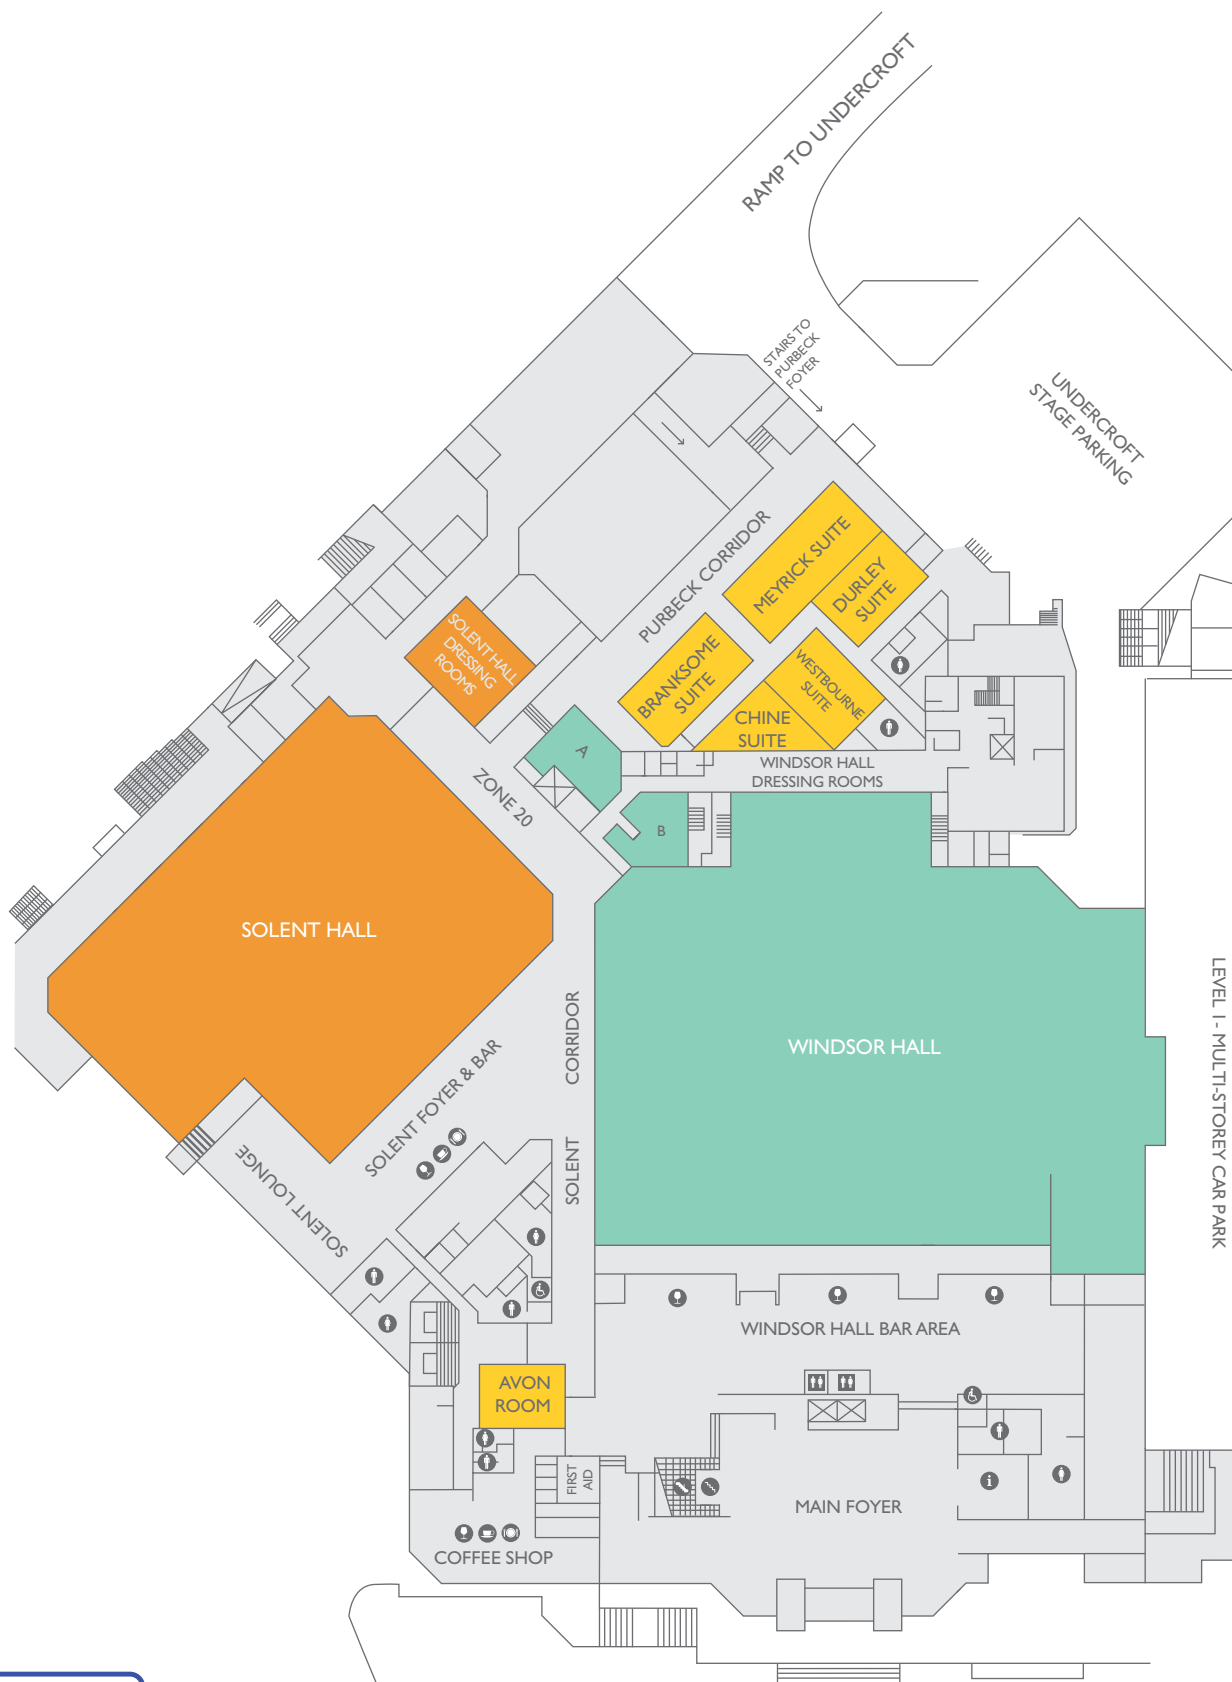 RAMP TO UNDERCROFT
STAIRS TO
PURBECK
FOYER
UNDERCROFT
STAGE PARKING
PURBECK CORRIDOR
MEYRICK SUITE
DURLEY
SUITE
SOLENT HALL
DRESSING
ROOMS
BRANKSOME
SUITE
WESTBOURNE
SUITE
CHINE
SUITE
A
WINDSOR HALL
DRESSING ROOMS
ZONE 20
B
SOLENT HALL
WINDSOR HALL
LEVEL 1 - MULTI-STOREY CAR PARK
SOLENT CORRIDOR
SOLENT FOYER & BAR
SOLENT LOUNGE
WINDSOR HALL BAR AREA
AVON
ROOM
FIRST
AID
i
MAIN FOYER
COFFEE SHOP